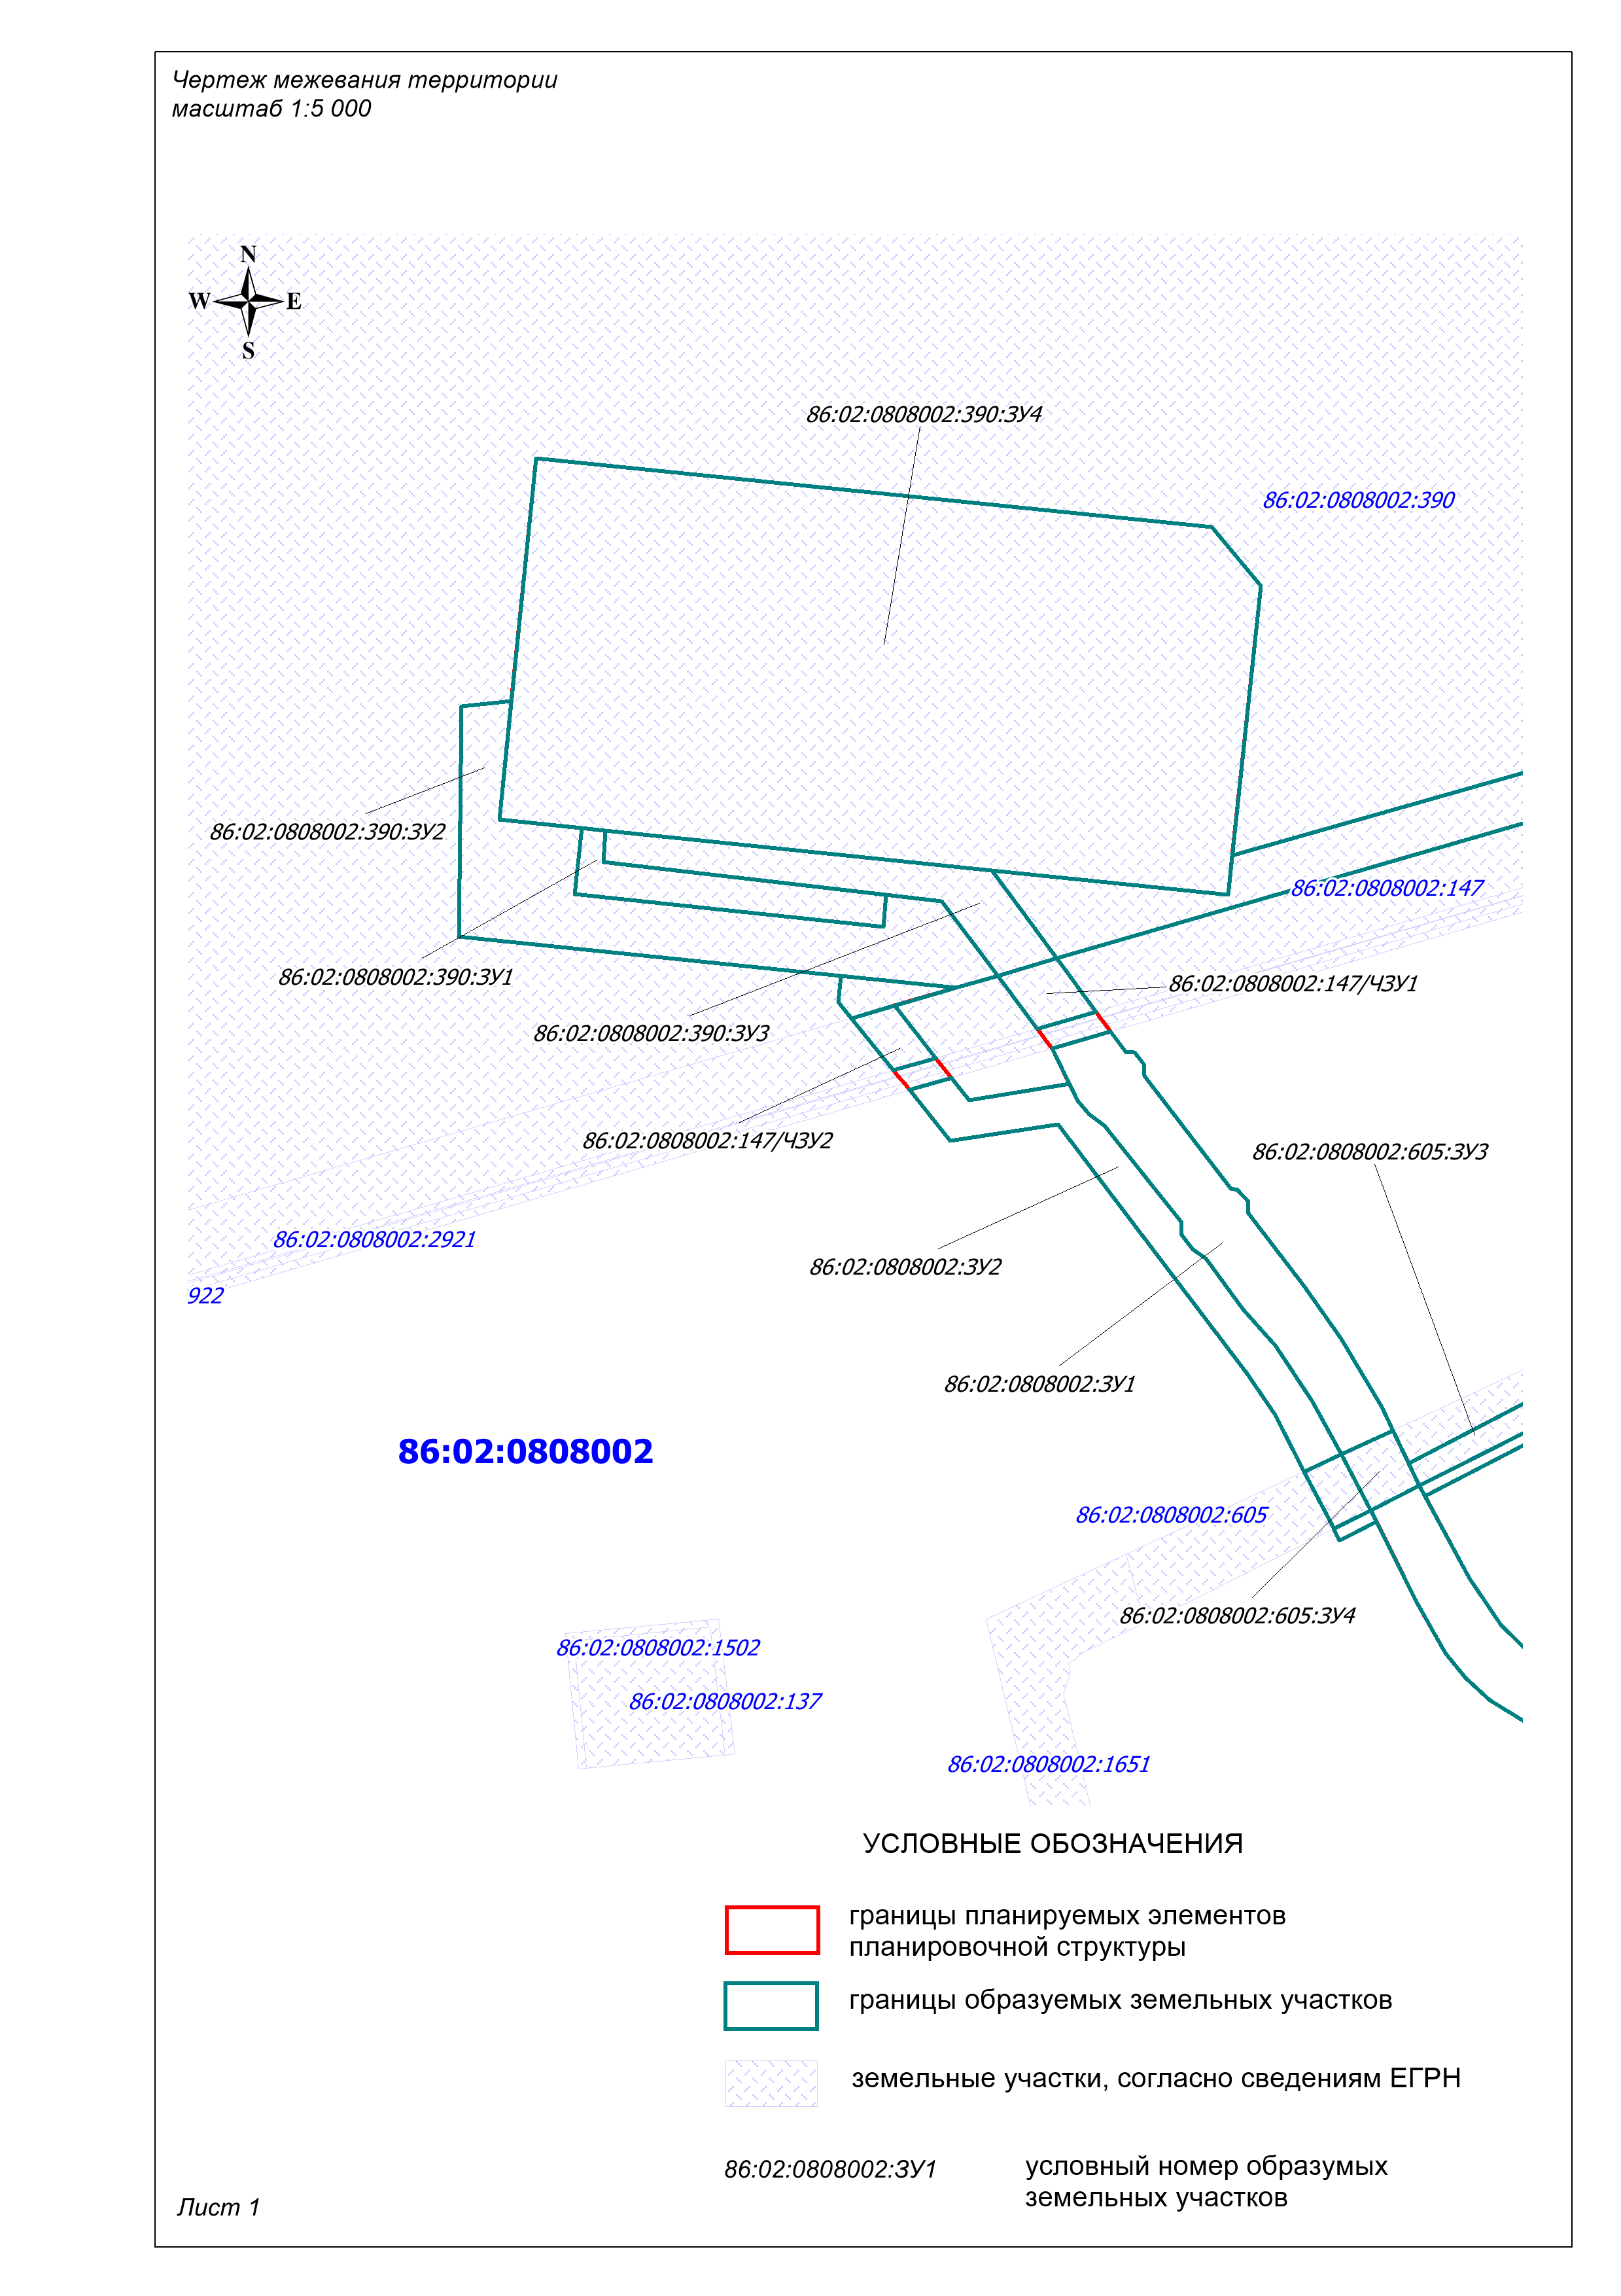 Чертеж межевания территории
масштаб 1:5 000
N
W E
S
86:02:0808002:390:ЗУ4
86:02:0808002:390
86:02:0808002:390:ЗУ2
86:02:0808002:147
86:02:0808002:390:ЗУ1
86:02:0808002:147/ЧЗУ1
86:02:0808002:390:ЗУ3
86:02:0808002:147/ЧЗУ2
86:02:0808002:605:ЗУ3
86:02:0808002:2921
86:02:0808002:ЗУ2
922
86:02:0808002:ЗУ1
86:02:0808002
86:02:0808002:605
86:02:0808002:605:ЗУ4
86:02:0808002:1502
86:02:0808002:137
86:02:0808002:1651
УСЛОВНЫЕ ОБОЗНАЧЕНИЯ
границы планируемых элементов
планировочной структуры
границы образуемых земельных участков
земельные участки, согласно сведениям ЕГРН
86:02:0808002:ЗУ1
условный номер образумых
земельных участков
Лист 1